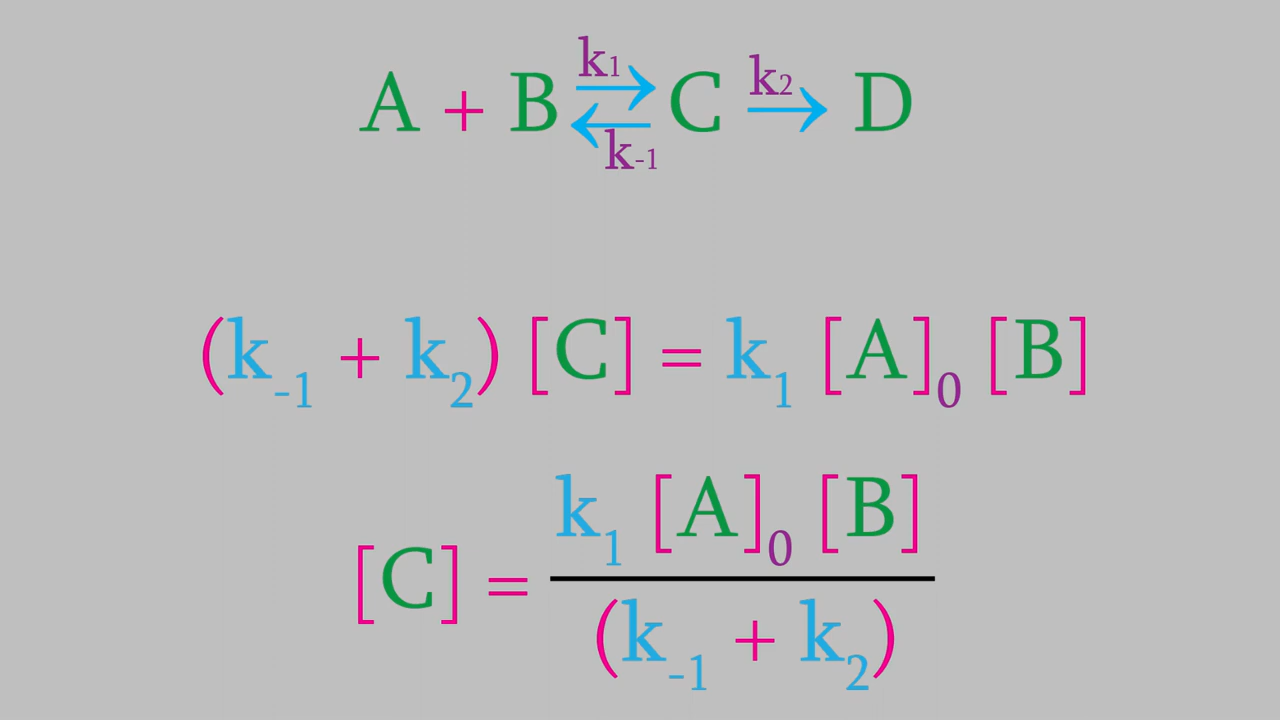 A + B k₁ ⇄ k₋₁ C k₂ → D
(k₋₁ + k₂) [C] = k₁ [A]₀ [B]
k₁ [A]₀ [B]
[C] =
(k₋₁ + k₂)